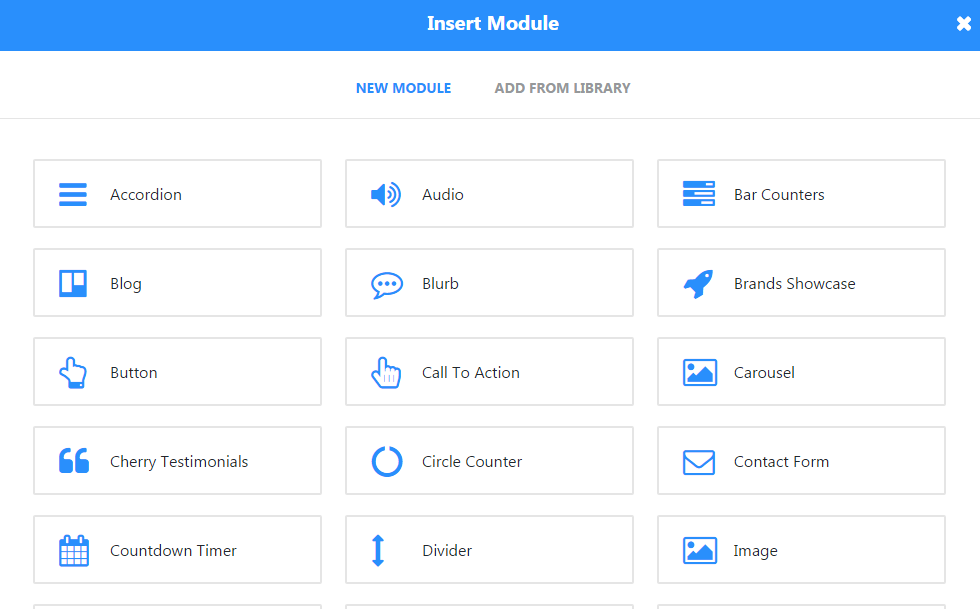 Insert Module
NEW MODULE ADD FROM LIBRARY
Accordion Audio Bar Counters
Blog Blurb Brands Showcase
Button Call To Action Carousel
Cherry Testimonials Circle Counter Contact Form
Countdown Timer Divider Image